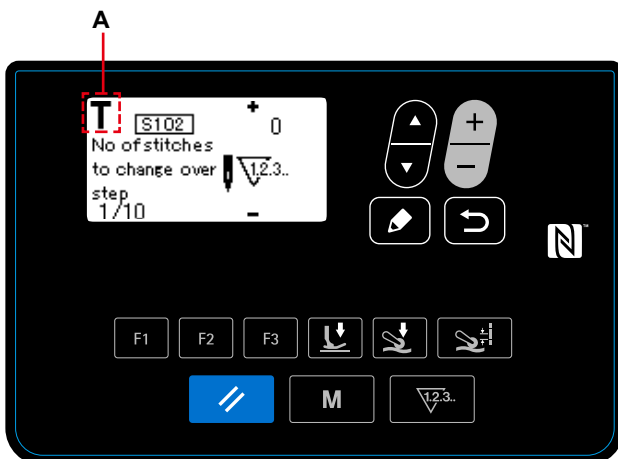 A
T
S102
+
0
No of stitches
to change over
1.2.3..
step
1/10
−
+
−
N
™
F1
F2
F3
M
1.2.3..